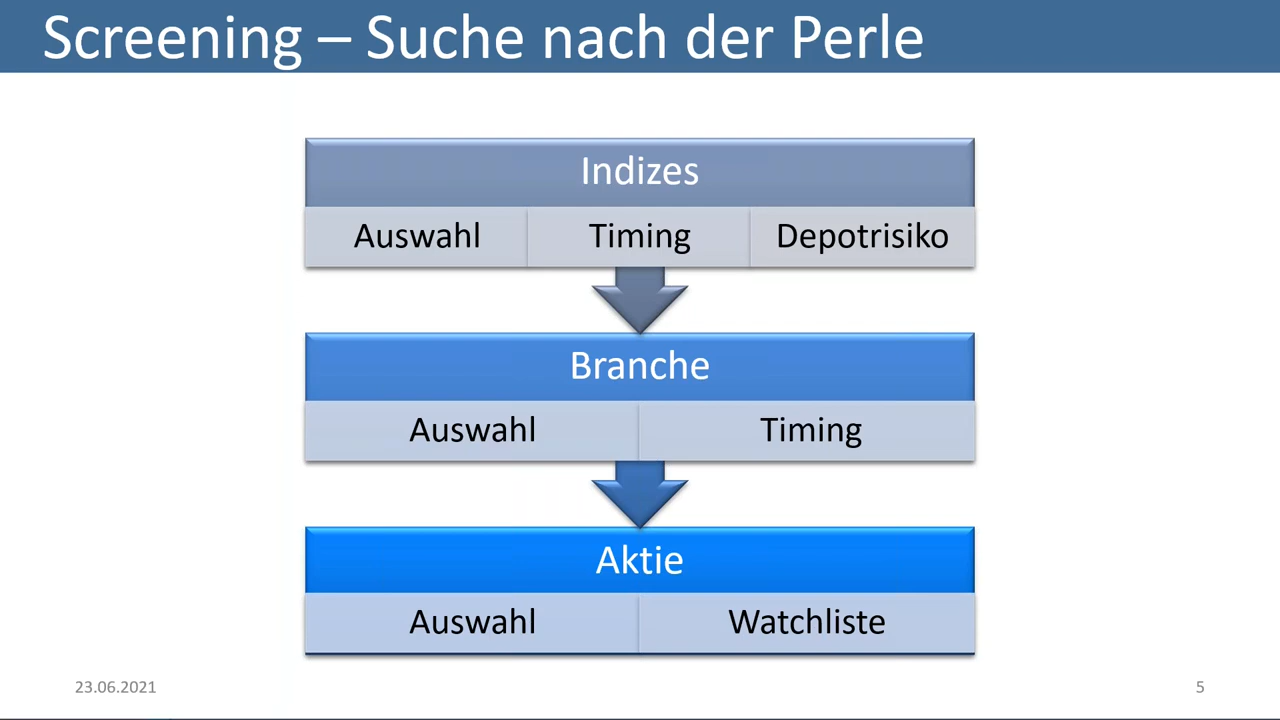 Screening – Suche nach der Perle
Indizes
Auswahl Timing Depotrisiko
Branche
Auswahl Timing
Aktie
Auswahl Watchliste
23.06.2021 5